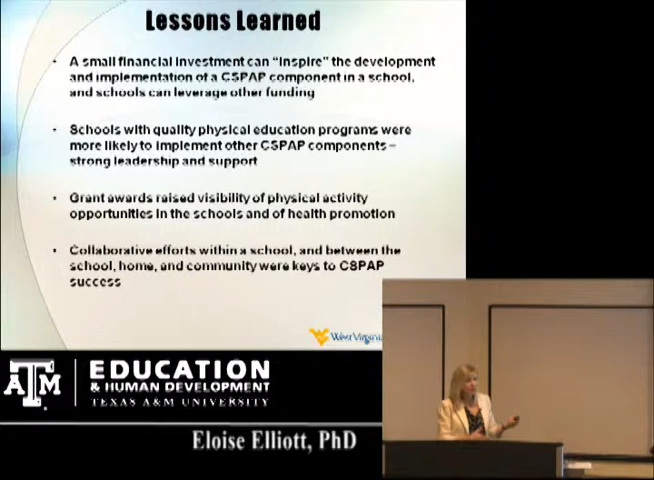 Lessons Learned
• A small financial investment can “inspire” the development
and implementation of a CSPAP component in a school,
and schools can leverage other funding
• Schools with quality physical education programs were
more likely to implement other CSPAP components –
strong leadership and support
• Grant awards raised visibility of physical activity
opportunities in the schools and of health promotion
• Collaborative efforts within a school, and between the
school, home, and community were keys to CSPAP
success
WestVirginia
ATM
EDUCATION
& HUMAN DEVELOPMENT
TEXAS A&M UNIVERSITY
Eloise Elliott, PhD